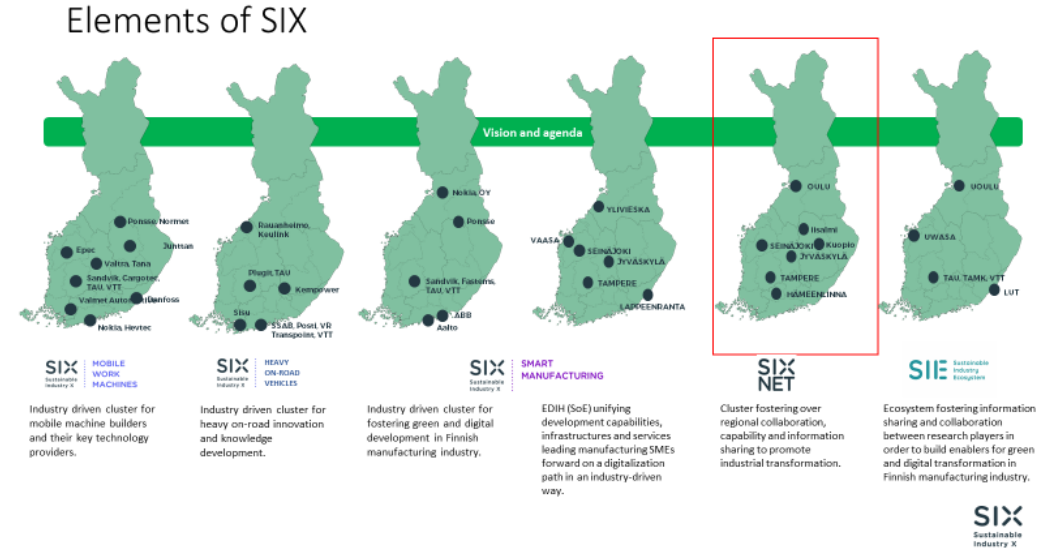 Elements of SIX
Vision and agenda
Ponsse, Normet
Epec
Juntsan
Valtra, Tana
Sandvik, Cargotec,
TAU, VTT
Valmet Automotive
Danfoss
Nokia, Hevtec
Rauanheimo,
Keulink
Plugit, TAU
Kempower
Sisu
SSAB, Posti, VR
Transpoint, VTT
Nokia, OY
Ponsse
Sandvik, Fastems,
TAU, VTT
ABB
Aalto
YLIVIESKA
VAASA
SEINÄJOKI
JYVÄSKYLÄ
TAMPERE
LAPPEENRANTA
OULU
Iisalmi
SEINÄJOKI
Kuopio
JYVÄSKYLÄ
TAMPERE
HÄMEENLINNA
UOULU
UWASA
TAU, TAMK, VTT
LUT
SIX
Sustainable
Industry X
MOBILE
WORK
MACHINES
SIX
Sustainable
Industry X
HEAVY
ON-ROAD
VEHICLES
SIX
Sustainable
Industry X
SMART
MANUFACTURING
SIX
NET
SIE
Sustainable
Industry
Ecosystem
Industry driven cluster for
mobile machine builders
and their key technology
providers.
Industry driven cluster for
heavy on-road innovation
and knowledge
development.
Industry driven cluster for
fostering green and digital
development in Finnish
manufacturing industry.
EDIH (SoE) unifying
development capabilities,
infrastructures and services
leading manufacturing SMEs
forward on a digitalization
path in an industry-driven
way.
Cluster fostering over
regional collaboration,
capability and information
sharing to promote
industrial transformation.
Ecosystem fostering information
sharing and collaboration
between research players in
order to build enablers for green
and digital transformation in
Finnish manufacturing industry.
SIX
Sustainable
Industry X